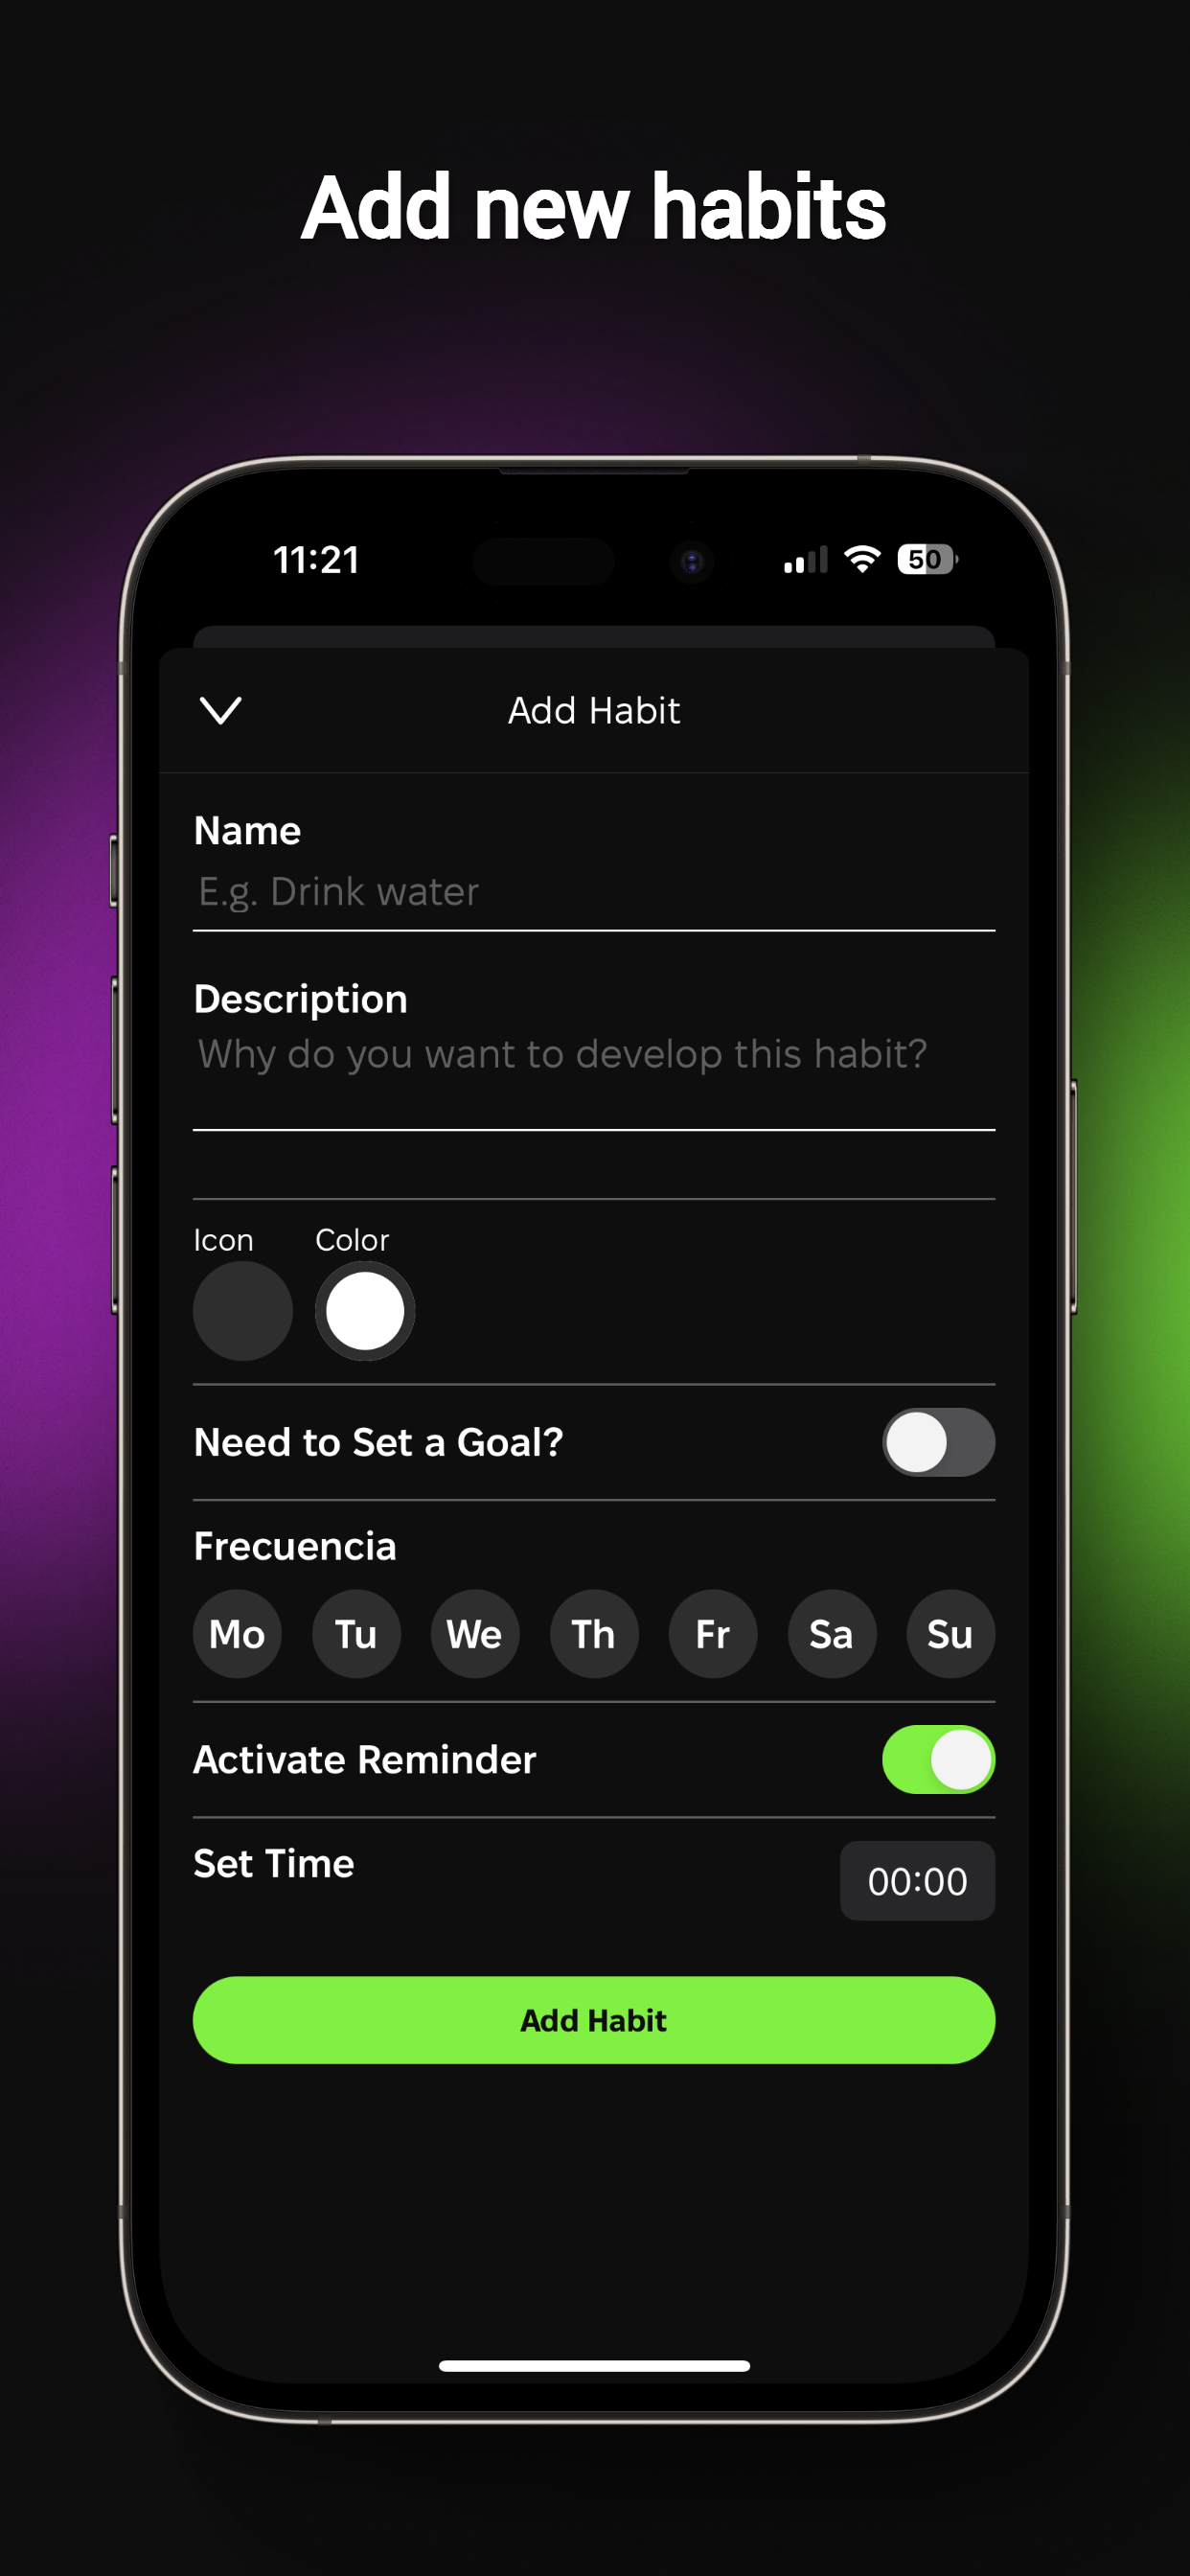 Add new habits
11:21
50
Add Habit
Name
E.g. Drink water
Description
Why do you want to develop this habit?
Icon Color
Need to Set a Goal?
Frecuencia
Mo Tu We Th Fr Sa Su
Activate Reminder
Set Time
00:00
Add Habit